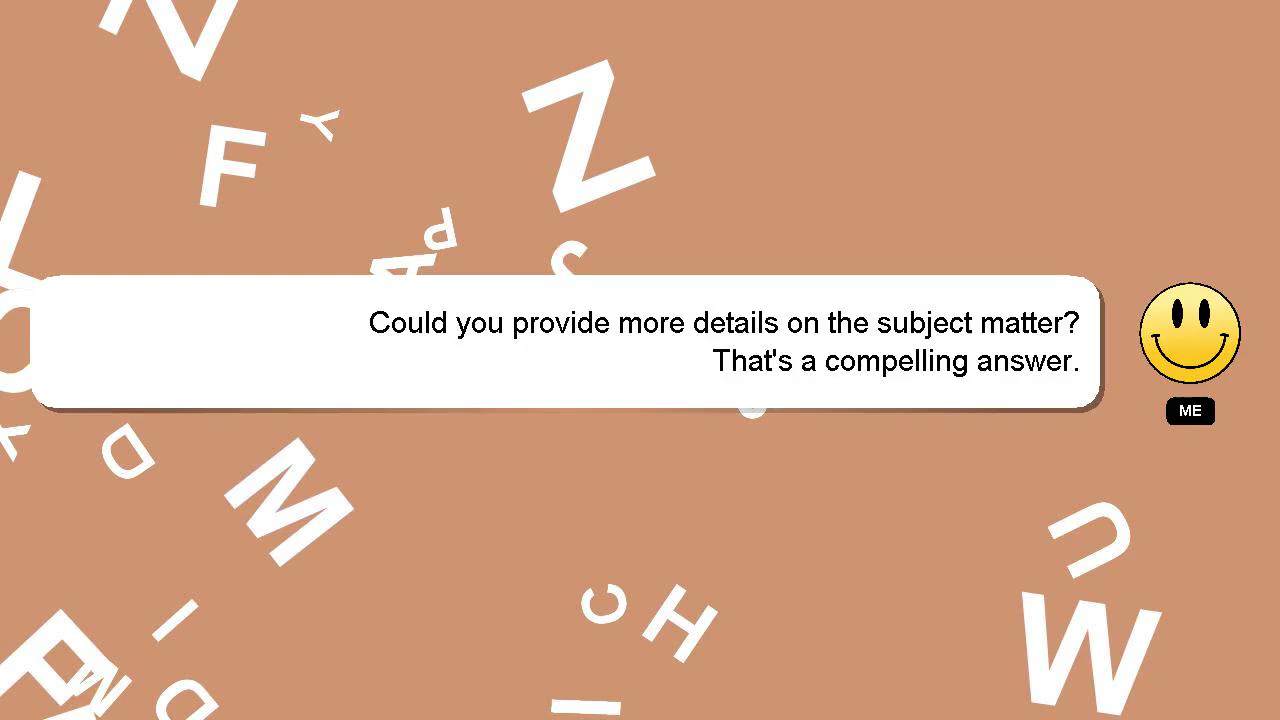 N
Z
Y
F
L
P
A
S
Could you provide more details on the subject matter?
That's a compelling answer.
O
ME
Y
D
M
U
C
H
I
W
P
M
D
I